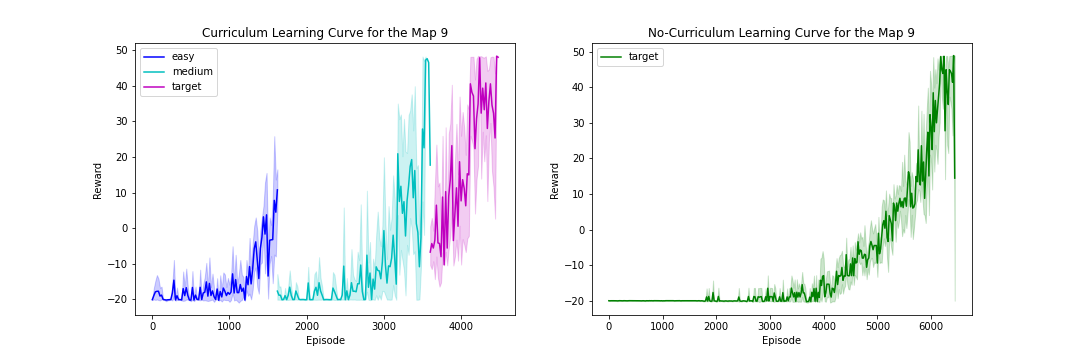 Curriculum Learning Curve for the Map 9
50
40
30
20
10
0
−10
−20
Reward
easy
medium
target
0
1000
2000
3000
4000
Episode
No-Curriculum Learning Curve for the Map 9
50
40
30
20
10
0
−10
−20
Reward
target
0
1000
2000
3000
4000
5000
6000
Episode